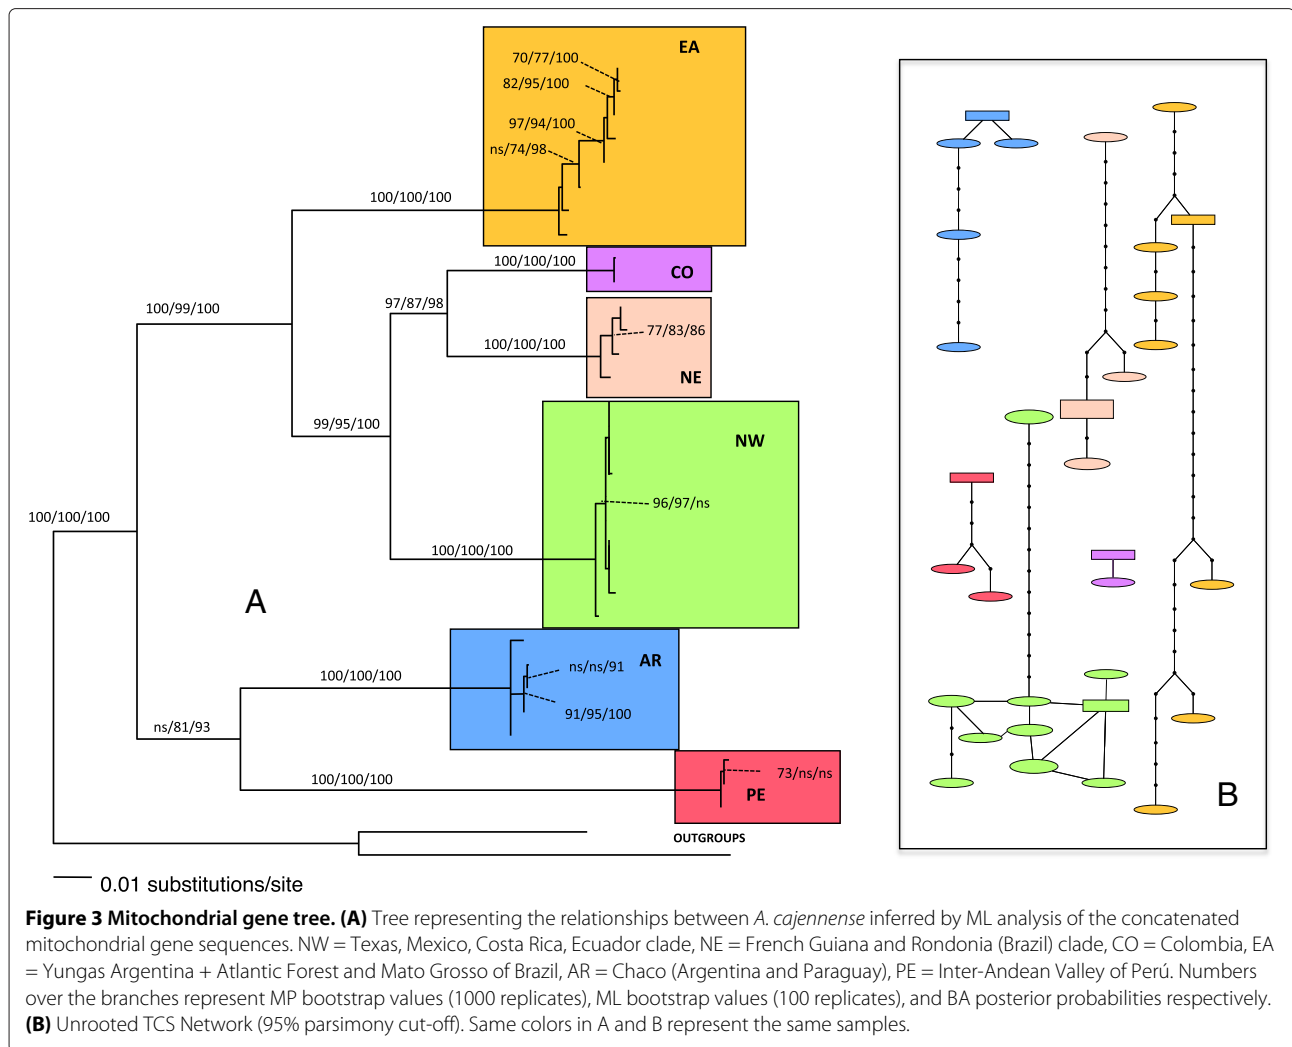 EA
70/77/100
82/95/100
97/94/100
ns/74/98
100/100/100
100/100/100
CO
97/87/98
100/99/100
77/83/86
100/100/100
NE
99/95/100
NW
96/97/ns
100/100/100
100/100/100
A
AR
ns/ns/91
100/100/100
91/95/100
ns/81/93
100/100/100
73/ns/ns
PE
OUTGROUPS
0.01 substitutions/site
B
Figure 3 Mitochondrial gene tree. (A) Tree representing the relationships between A. cajennense inferred by ML analysis of the concatenated
mitochondrial gene sequences. NW = Texas, Mexico, Costa Rica, Ecuador clade, NE = French Guiana and Rondonia (Brazil) clade, CO = Colombia, EA
= Yungas Argentina + Atlantic Forest and Mato Grosso of Brazil, AR = Chaco (Argentina and Paraguay), PE = Inter-Andean Valley of Perú. Numbers
over the branches represent MP bootstrap values (1000 replicates), ML bootstrap values (100 replicates), and BA posterior probabilities respectively.
(B) Unrooted TCS Network (95% parsimony cut-off). Same colors in A and B represent the same samples.